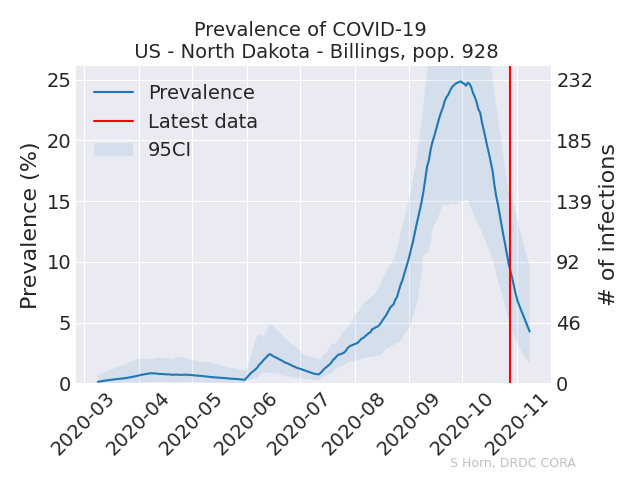 Prevalence of COVID-19
US - North Dakota - Billings, pop. 928
Prevalence (%)
25
20
15
10
5
0
Prevalence
Latest data
95CI
232
185
139
92
46
0
# of infections
2020-03
2020-04
2020-05
2020-06
2020-07
2020-08
2020-09
2020-10
2020-11
S Horn, DRDC CORA